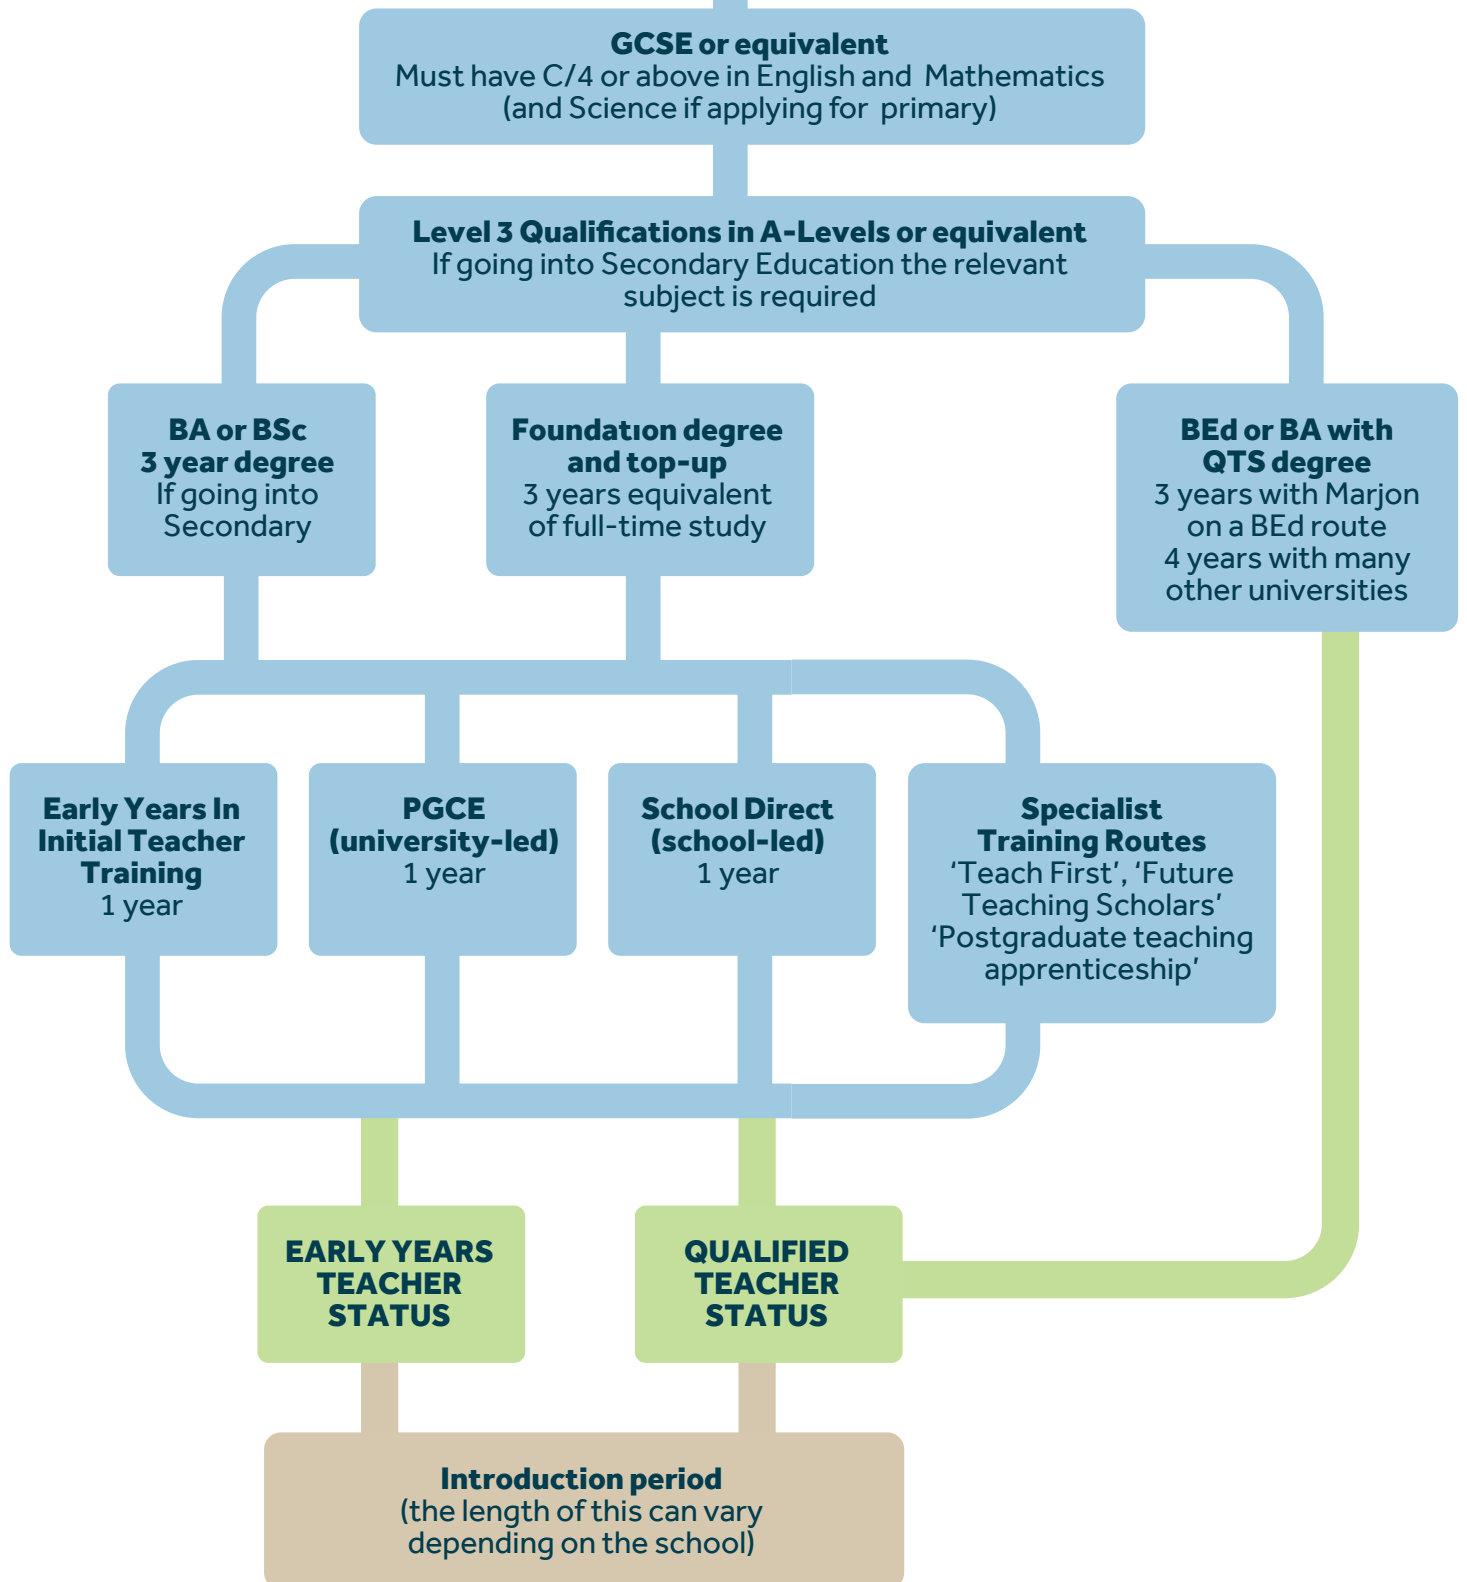 GCSE or equivalent
Must have C/4 or above in English and Mathematics
(and Science if applying for primary)
Level 3 Qualifications in A-Levels or equivalent
If going into Secondary Education the relevant
subject is required
BA or BSc
3 year degree
If going into
Secondary
Foundation degree
and top-up
3 years equivalent
of full-time study
BEd or BA with
QTS degree
3 years with Marjon
on a BEd route
4 years with many
other universities
Early Years In
Initial Teacher
Training
1 year
PGCE
(university-led)
1 year
School Direct
(school-led)
1 year
Specialist
Training Routes
‘Teach First’, ‘Future
Teaching Scholars’
‘Postgraduate teaching
apprenticeship’
EARLY YEARS
TEACHER
STATUS
QUALIFIED
TEACHER
STATUS
Introduction period
(the length of this can vary
depending on the school)